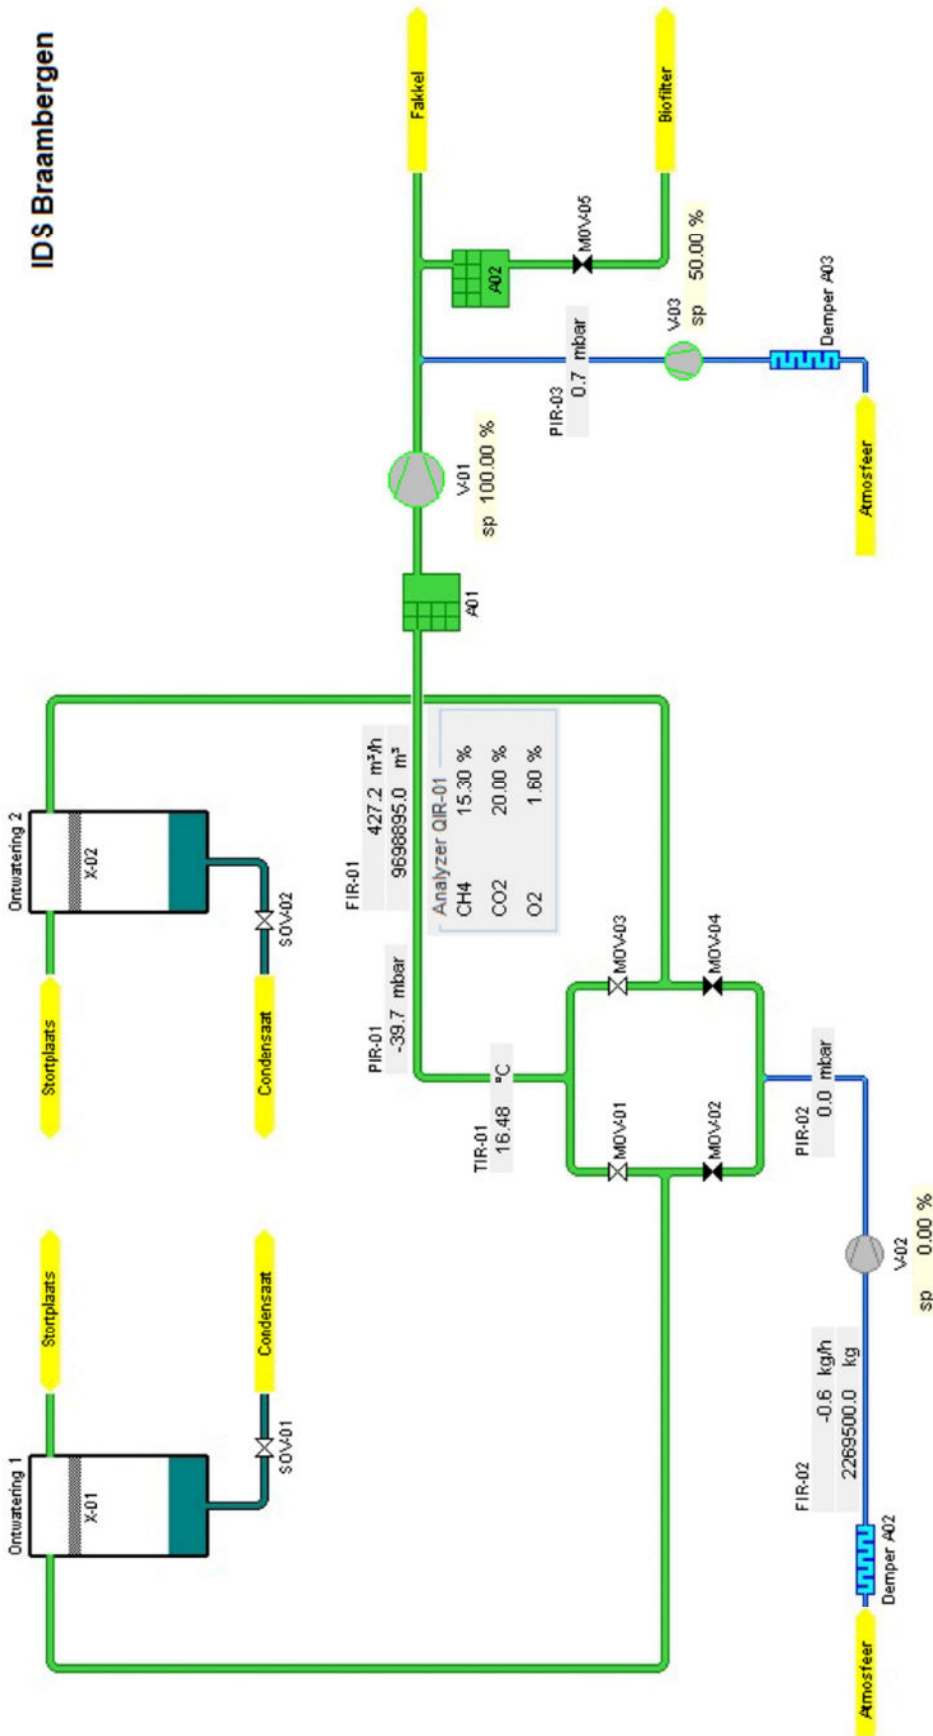 IDS Braambergen
Ontwatering 1
X-01
Stortplaats
SOV-01
Condensaat
Ontwatering 2
X-02
Stortplaats
SOV-02
Condensaat
FIR-01
427.2 m³/h
9698895.0 m³
PIR-01
-39.7 mbar
Analyzer QIR-01
CH4 15.30 %
CO2 20.00 %
O2 1.60 %
TIR-01
16.48 °C
MOV-01
MOV-03
MOV-02
MOV-04
A01
V-01
sp 100.00 %
Fakkel
A02
MOV-05
Biofilter
PIR-03
0.7 mbar
V-03
sp 50.00 %
Demper A03
Atmosfeer
PIR-02
0.0 mbar
V-02
sp 0.00 %
FIR-02
-0.6 kg/h
2269500.0 kg
Demper A02
Atmosfeer